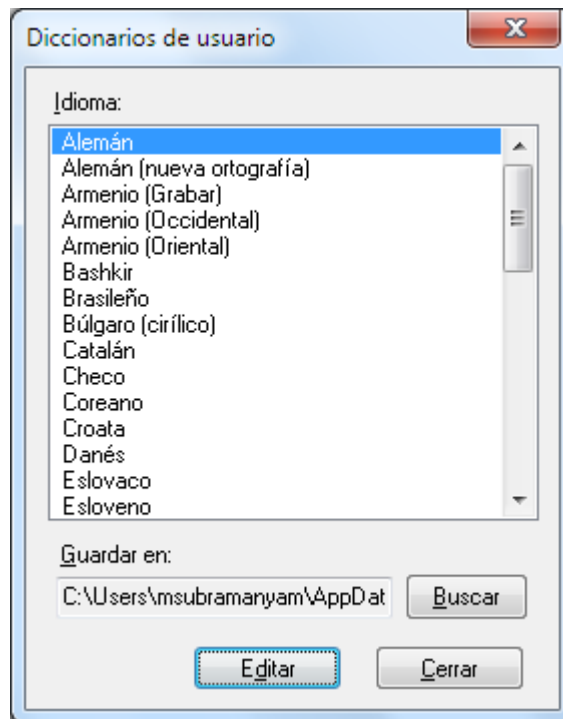 Diccionarios de usuario
Idioma:
Alemán
Alemán (nueva ortografía)
Armenio (Grabar)
Armenio (Occidental)
Armenio (Oriental)
Bashkir
Brasileño
Búlgaro (cirílico)
Catalán
Checo
Coreano
Croata
Danés
Eslovaco
Esloveno
Guardar en:
C:\Users\msubramanyam\AppDat Buscar
Editar Cerrar